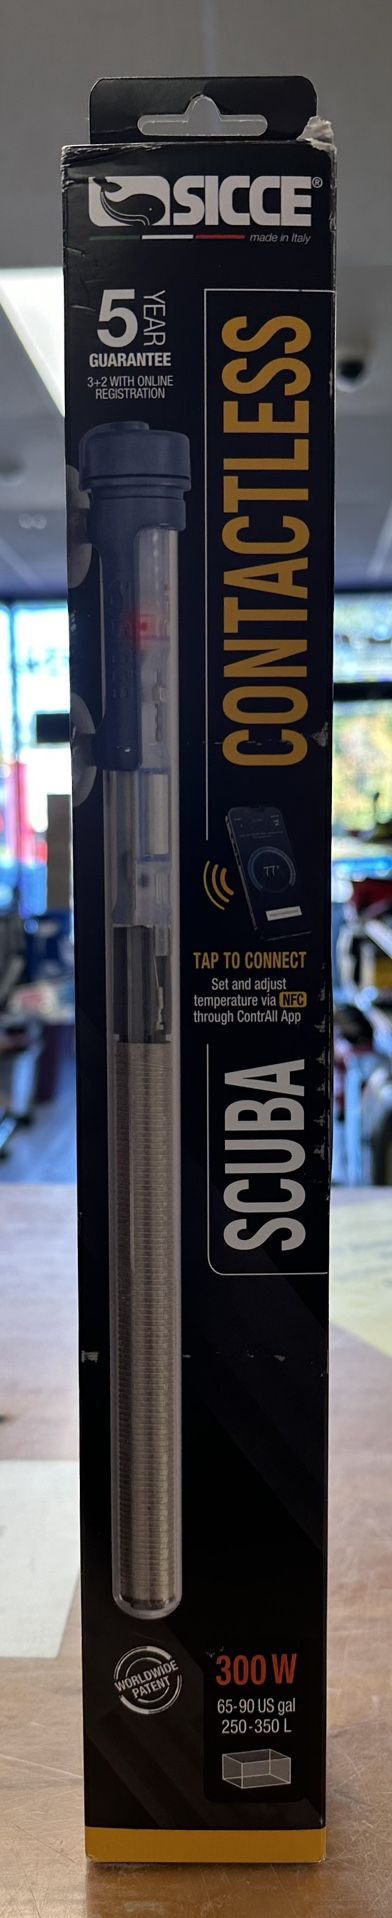 SICCE®
made in Italy
5 YEAR
GUARANTEE
3+2 WITH ONLINE
REGISTRATION
CONTACTLESS
77°
TAP TO CONNECT
Set and adjust
temperature via NFC
through ContrAll App
SCUBA
WORLDWIDE
PATENT
300 W
65-90 US gal
250-350 L